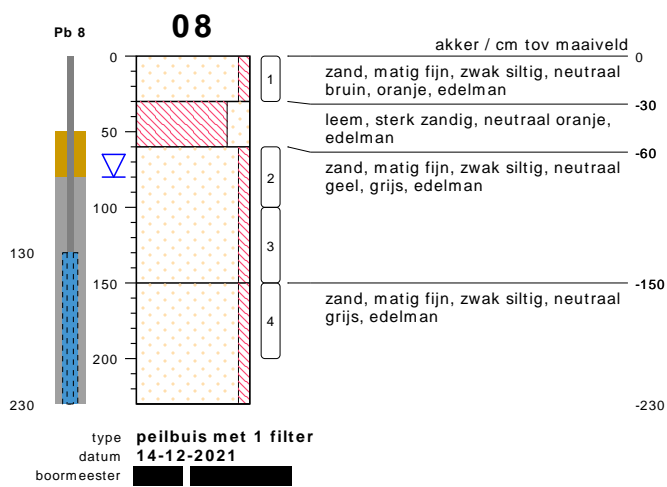 Pb 8
08
akker / cm tov maaiveld
0
0
1
zand, matig fijn, zwak siltig, neutraal
bruin, oranje, edelman
-30
leem, sterk zandig, neutraal oranje,
edelman
50
-60
zand, matig fijn, zwak siltig, neutraal
geel, grijs, edelman
2
100
3
130
150
-150
zand, matig fijn, zwak siltig, neutraal
grijs, edelman
4
200
230
-230
type peilbuis met 1 filter
datum 14-12-2021
boormeester